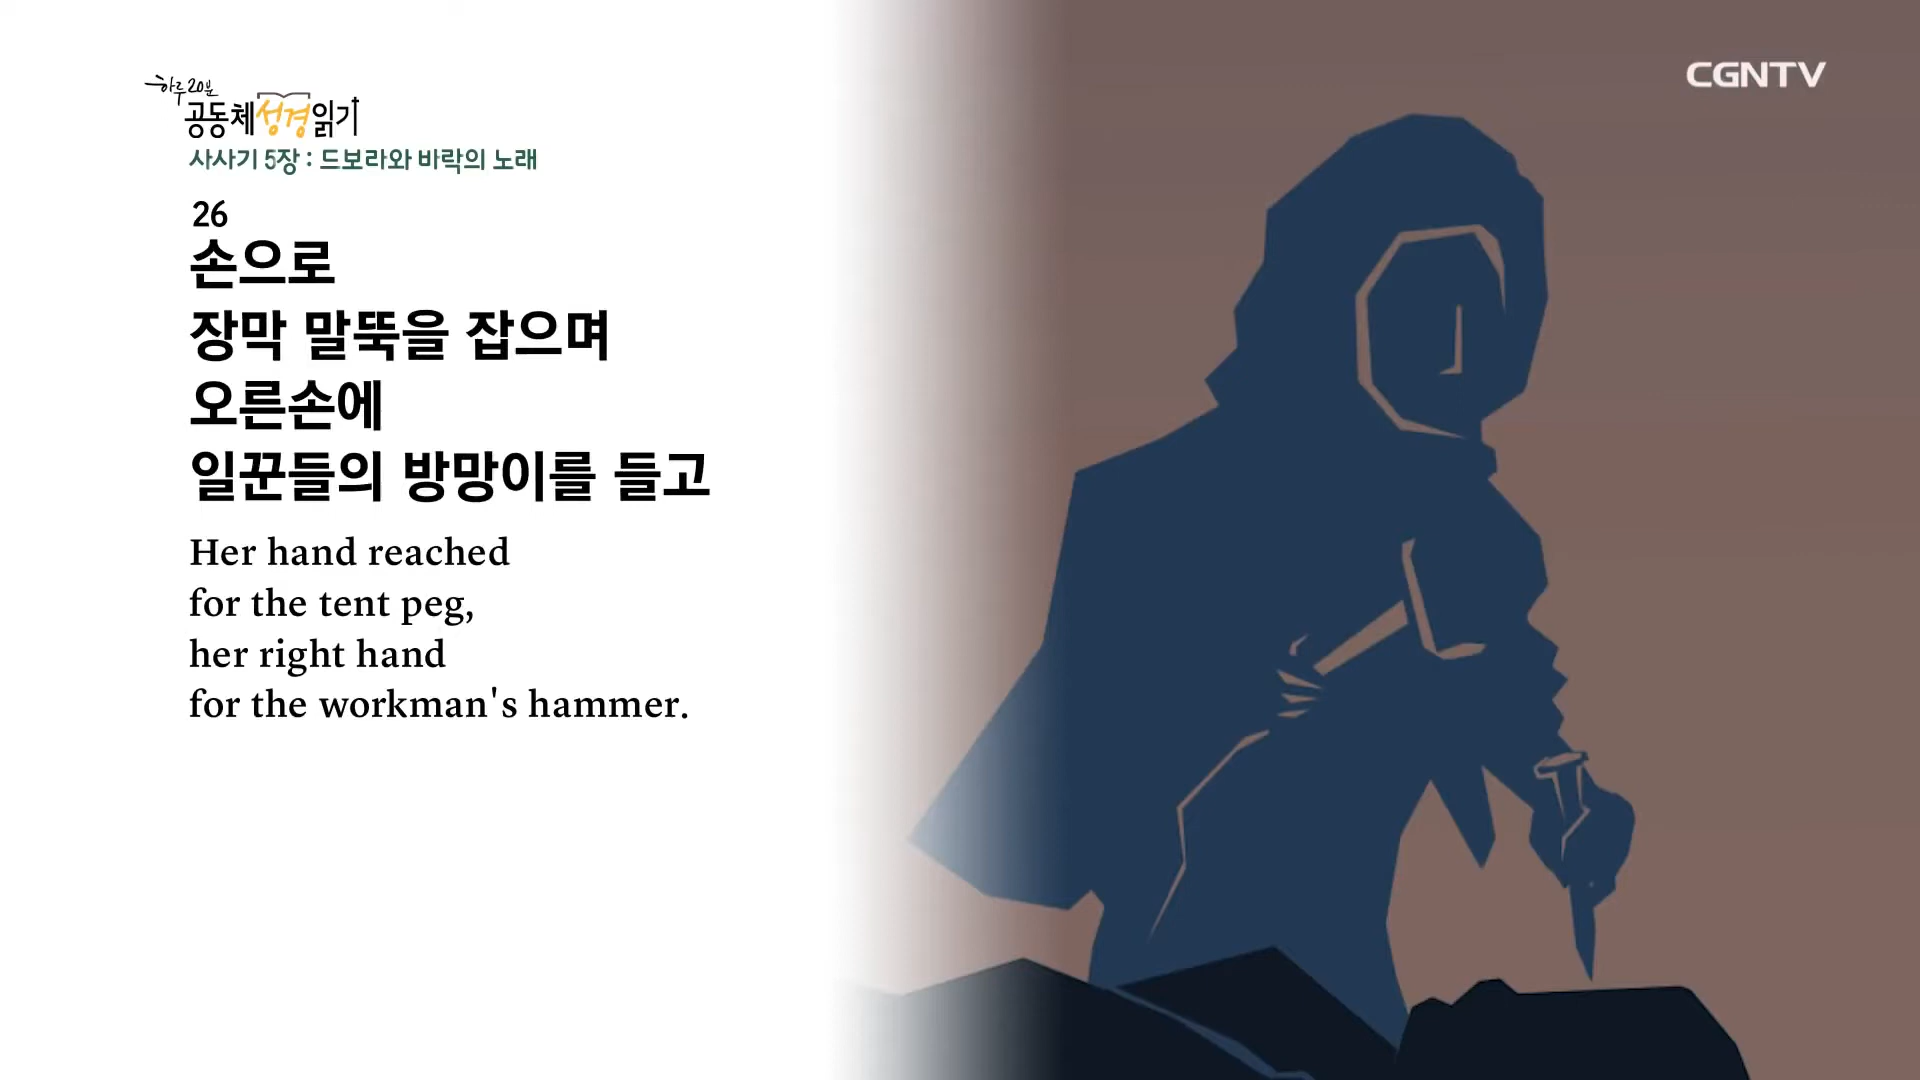 하루 20분
공동체성경읽기
CGNTV
사사기 5장 : 드보라와 바락의 노래
26
손으로
장막 말뚝을 잡으며
오른손에
일꾼들의 방망이를 들고
Her hand reached
for the tent peg,
her right hand
for the workman's hammer.